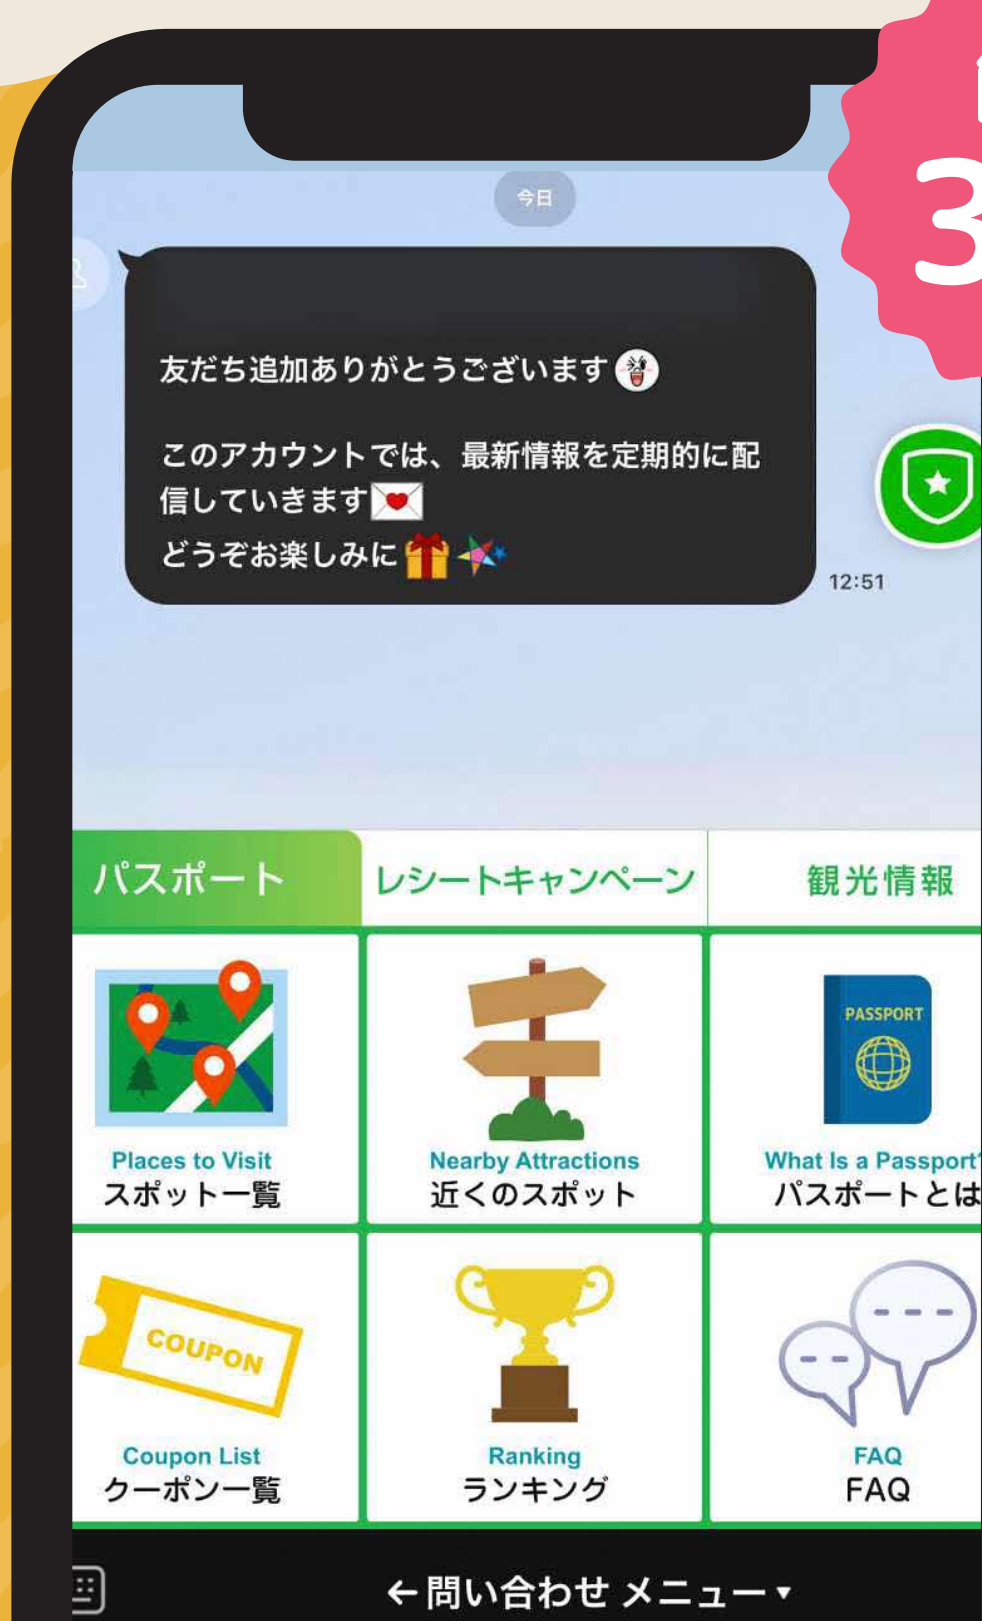 今日
3
友だち追加ありがとうございます
このアカウントでは、最新情報を定期的に配
信していきます
どうぞお楽しみに
12:51
パスポート
レシートキャンペーン
観光情報
PASSPORT
Places to Visit
スポット一覧
Nearby Attractions
近くのスポット
What Is a Passport?
パスポートとは
COUPON
Coupon List
クーポン一覧
Ranking
ランキング
FAQ
FAQ
←問い合わせ メニュー▼